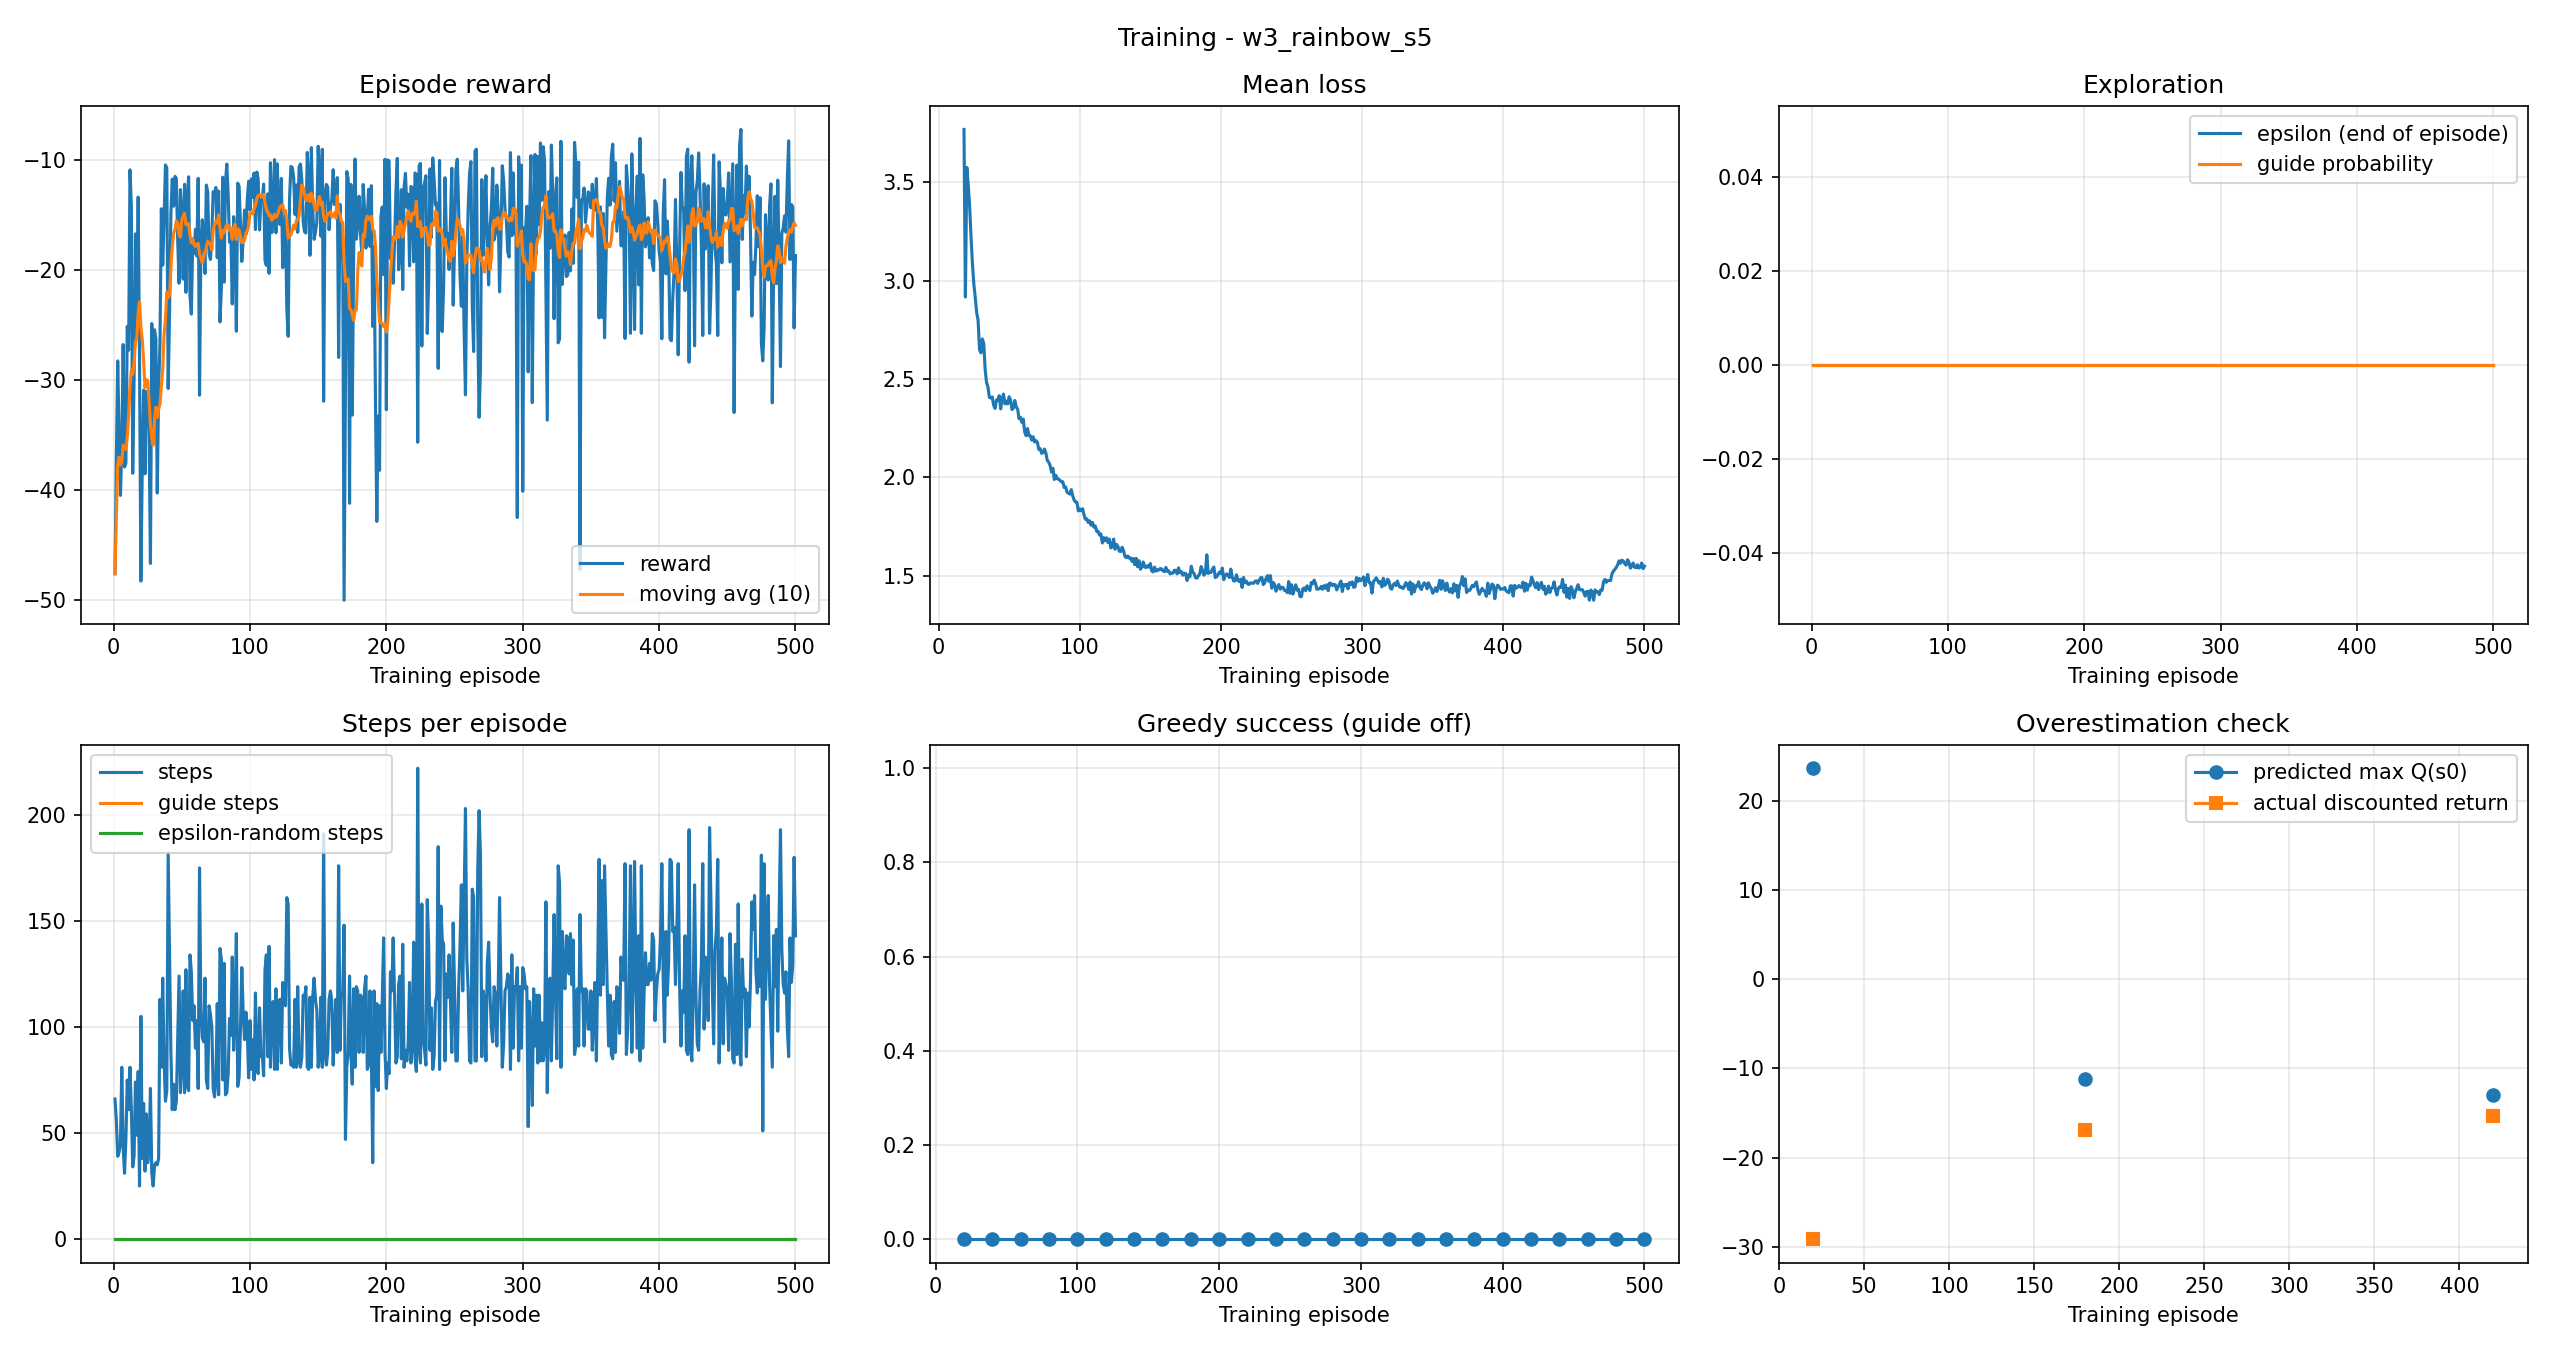 Training - w3_rainbow_s5
Episode reward
−10
−20
−30
−40
−50
0 100 200 300 400 500
Training episode
reward
moving avg (10)
Mean loss
3.5
3.0
2.5
2.0
1.5
0 100 200 300 400 500
Training episode
Exploration
epsilon (end of episode)
guide probability
0.04
0.02
0.00
−0.02
−0.04
0 100 200 300 400 500
Training episode
Steps per episode
steps
guide steps
epsilon-random steps
200
150
100
50
0
0 100 200 300 400 500
Training episode
Greedy success (guide off)
1.0
0.8
0.6
0.4
0.2
0.0
0 100 200 300 400 500
Training episode
Overestimation check
predicted max Q(s0)
actual discounted return
20
10
0
−10
−20
−30
0 50 100 150 200 250 300 350 400
Training episode